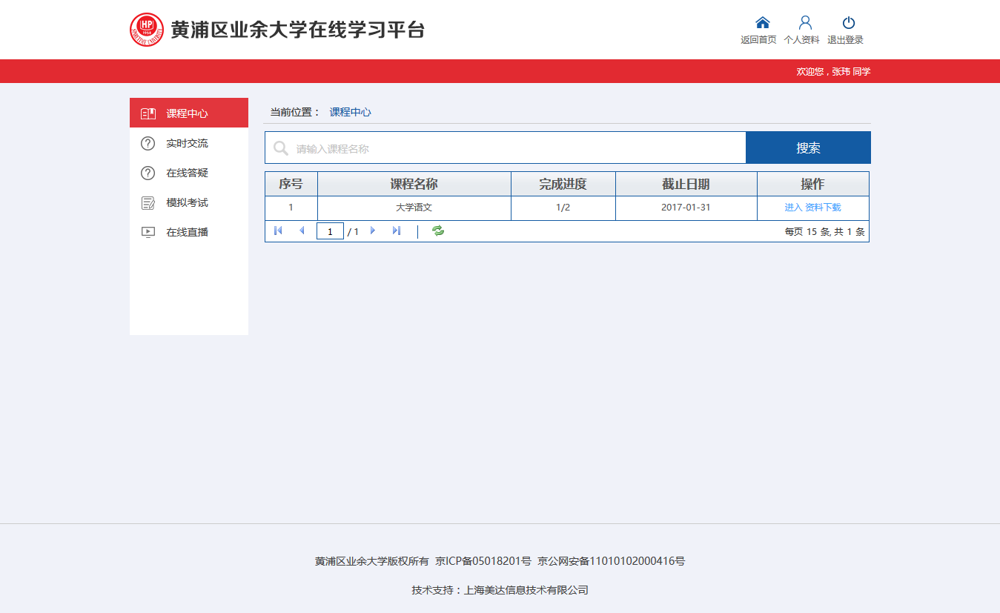 HP
1958
黄浦区业余大学在线学习平台
返回首页 个人资料 退出登录
欢迎您，张玮 同学
课程中心
实时交流
在线答疑
模拟考试
在线直播
当前位置： 课程中心
请输入课程名称 搜索
序号 课程名称 完成进度 截止日期 操作
1 大学语文 1/2 2017-01-31 进入 资料下载
1 / 1 每页 15 条, 共 1 条
黄浦区业余大学版权所有 京ICP备05018201号 京公网安备11010102000416号
技术支持：上海美达信息技术有限公司